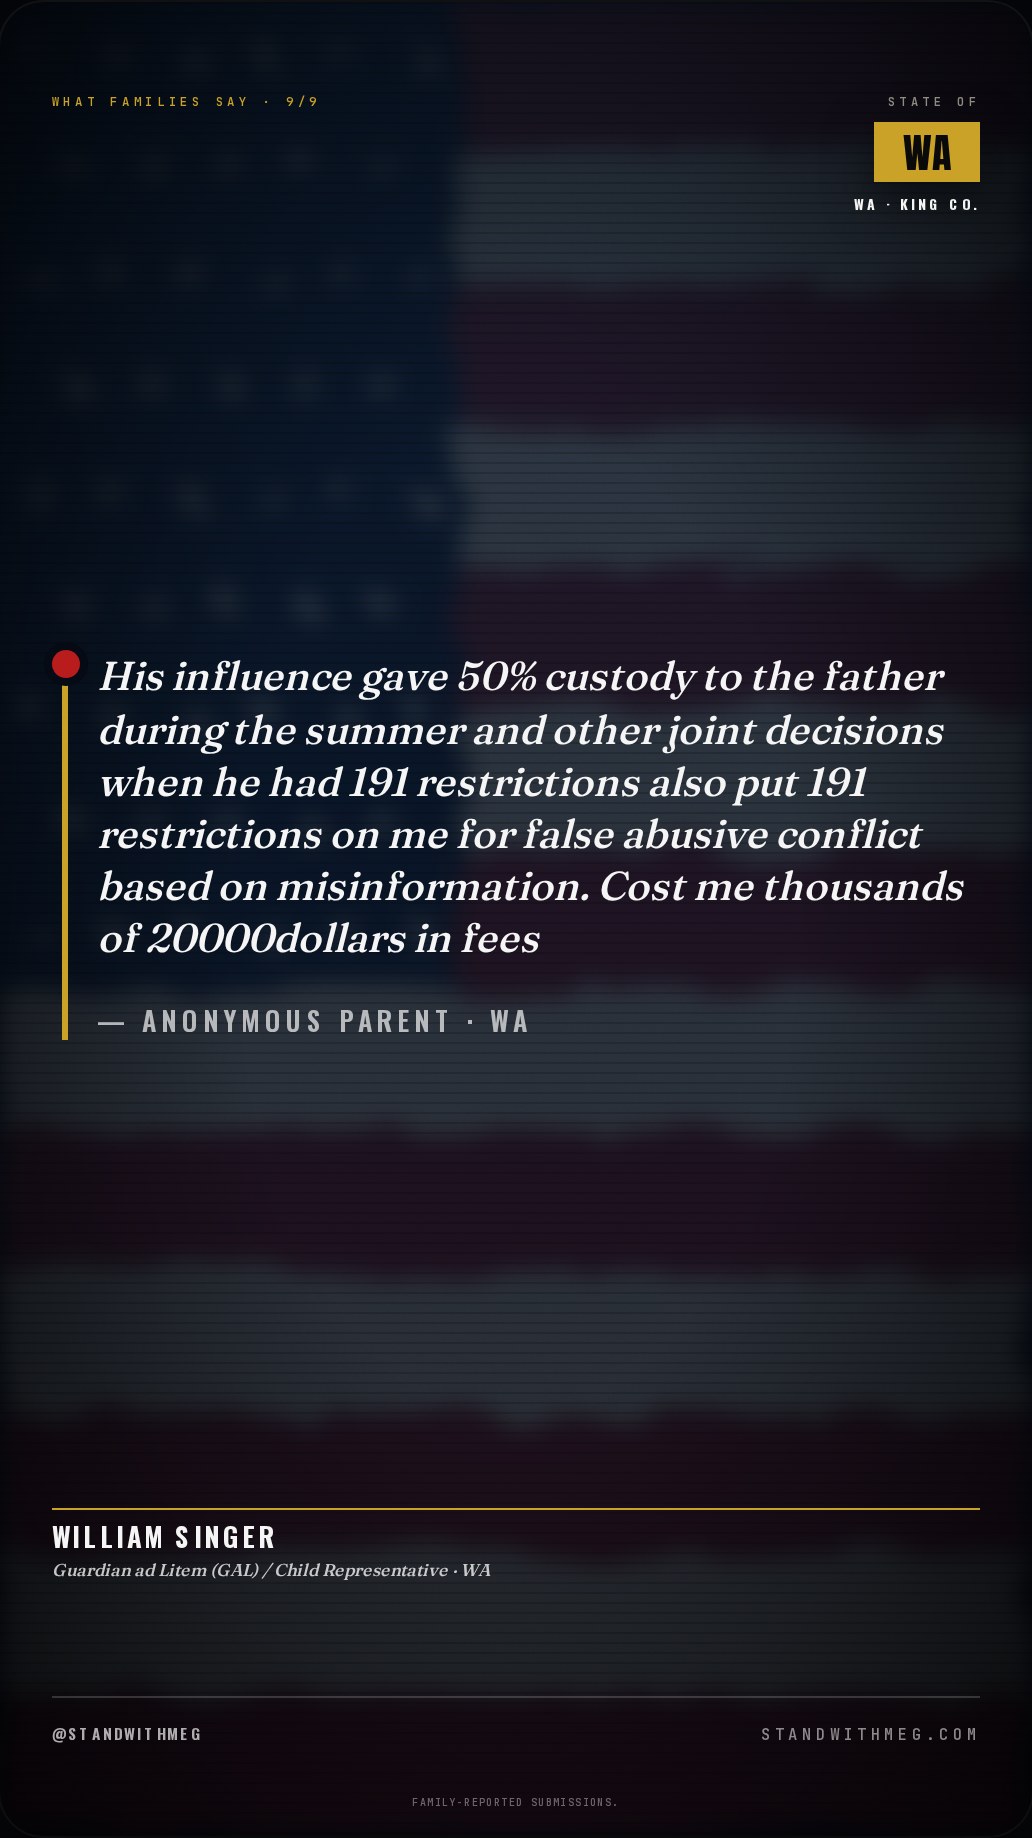 WHAT FAMILIES SAY · 9/9
STATE OF
WA
WA · KING CO.
His influence gave 50% custody to the father
during the summer and other joint decisions
when he had 191 restrictions also put 191
restrictions on me for false abusive conflict
based on misinformation. Cost me thousands
of 20000dollars in fees
— ANONYMOUS PARENT · WA
WILLIAM SINGER
Guardian ad Litem (GAL) / Child Representative · WA
@STANDWITHMEG
STANDWITHMEG.COM
FAMILY-REPORTED SUBMISSIONS.